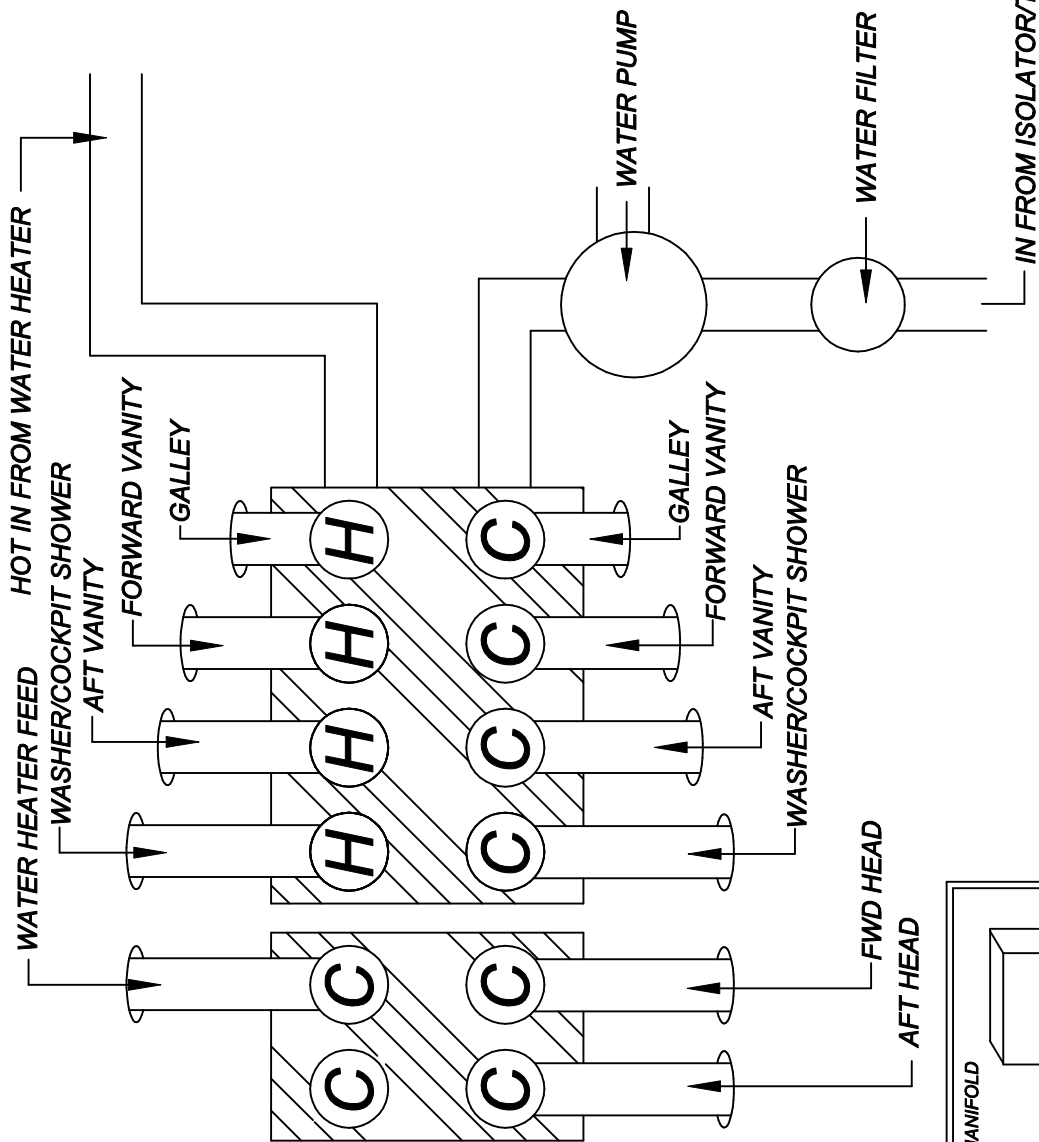 WATER HEATER FEED
HOT IN FROM WATER HEATER
WASHER/COCKPIT SHOWER
AFT VANITY
FORWARD VANITY
GALLEY
C C H H H H
C C C C C C
WATER PUMP
GALLEY
FORWARD VANITY
AFT VANITY
WASHER/COCKPIT SHOWER
WATER FILTER
FWD HEAD
AFT HEAD
ANIFOLD
IN FROM ISOLATOR/